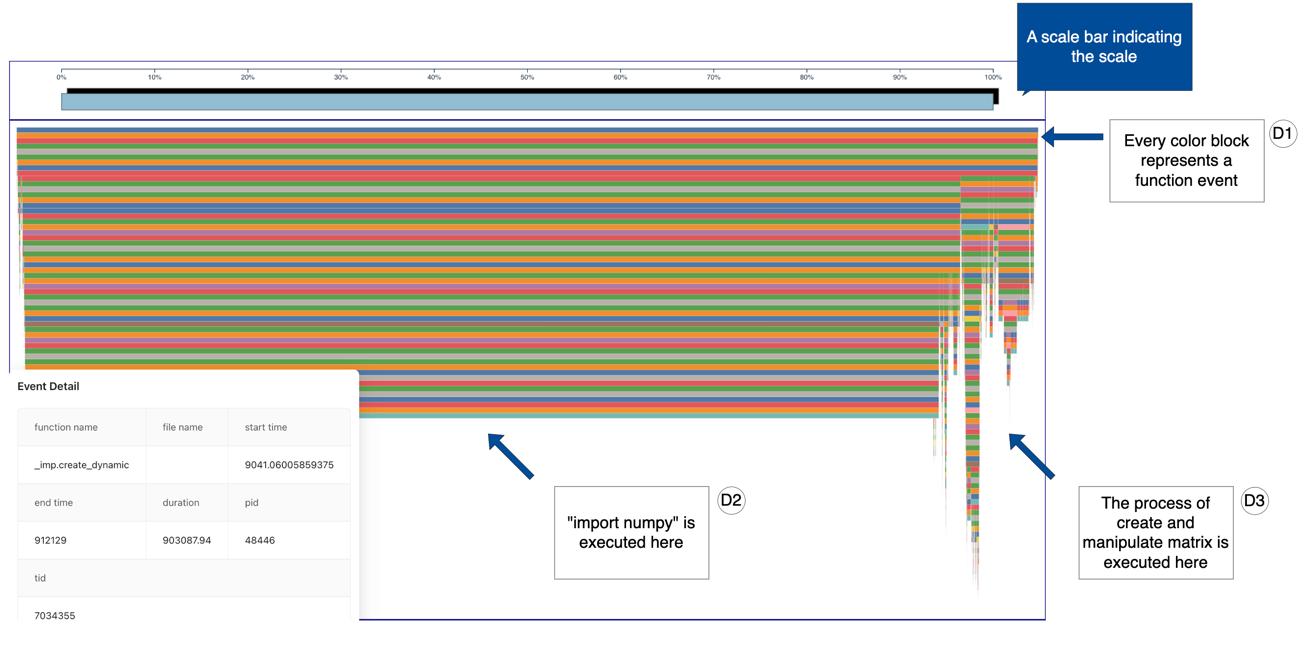 A scale bar indicating
the scale
0% 10% 20% 30% 40% 50% 60% 70% 80% 90% 100%
Every color block
represents a
function event
D1
Event Detail
function name file name start time
_imp.create_dynamic 9041.06005859375
end time duration pid
912129 903087.94 48446
tid
7034355
"import numpy" is
executed here
D2
The process of
create and
manipulate matrix is
executed here
D3